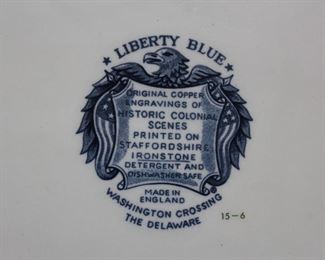 ★ LIBERTY BLUE ★
ORIGINAL COPPER
ENGRAVINGS OF
HISTORIC COLONIAL
SCENES
PRINTED ON
STAFFORDSHIRE
IRONSTONE
DETERGENT AND
DISHWASHER SAFE
MADE IN
ENGLAND
WASHINGTON CROSSING
THE DELAWARE
15-6